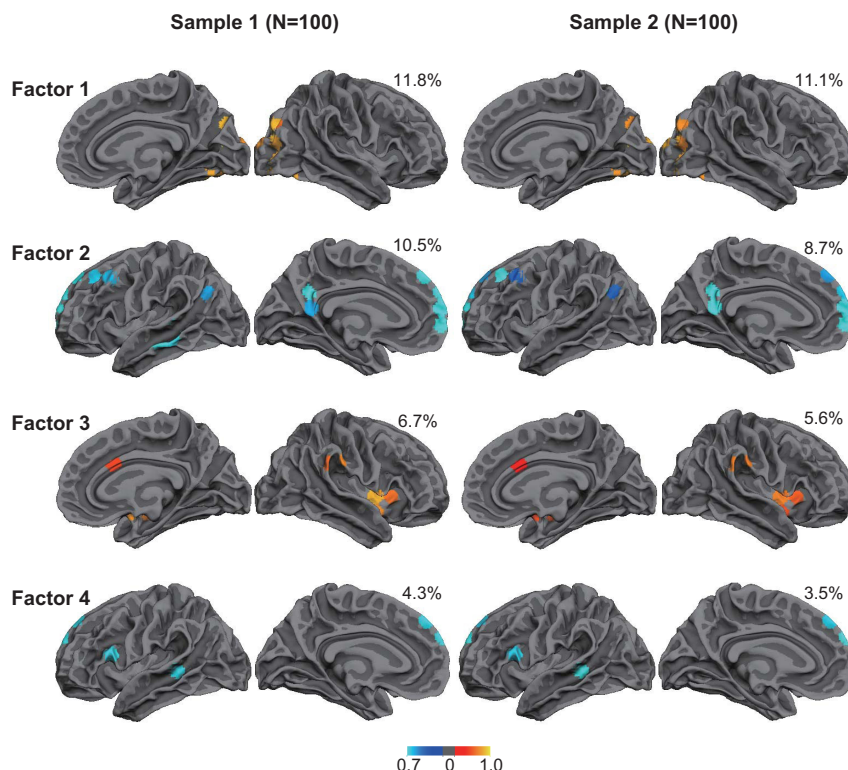 Sample 1 (N=100) Sample 2 (N=100)
Factor 1 11.8% 11.1%
Factor 2 10.5% 8.7%
Factor 3 6.7% 5.6%
Factor 4 4.3% 3.5%
0.7 0 1.0